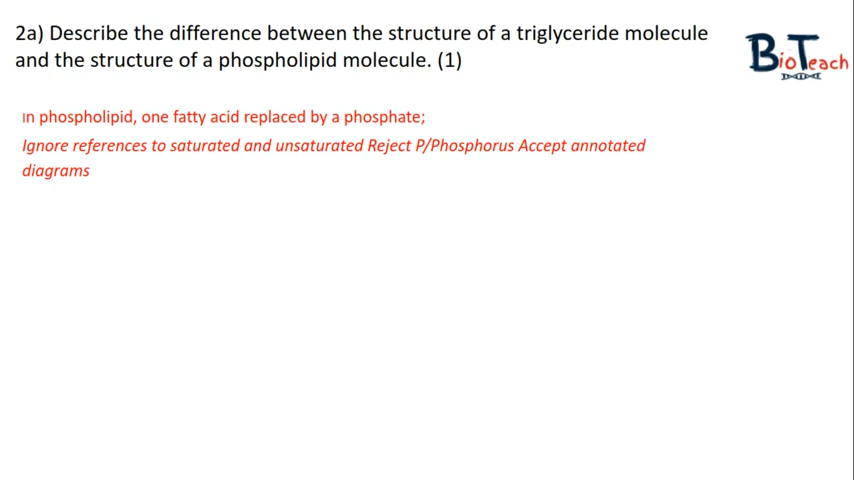 2a) Describe the difference between the structure of a triglyceride molecule
and the structure of a phospholipid molecule. (1)
BioTeach
In phospholipid, one fatty acid replaced by a phosphate;
Ignore references to saturated and unsaturated Reject P/Phosphorus Accept annotated
diagrams